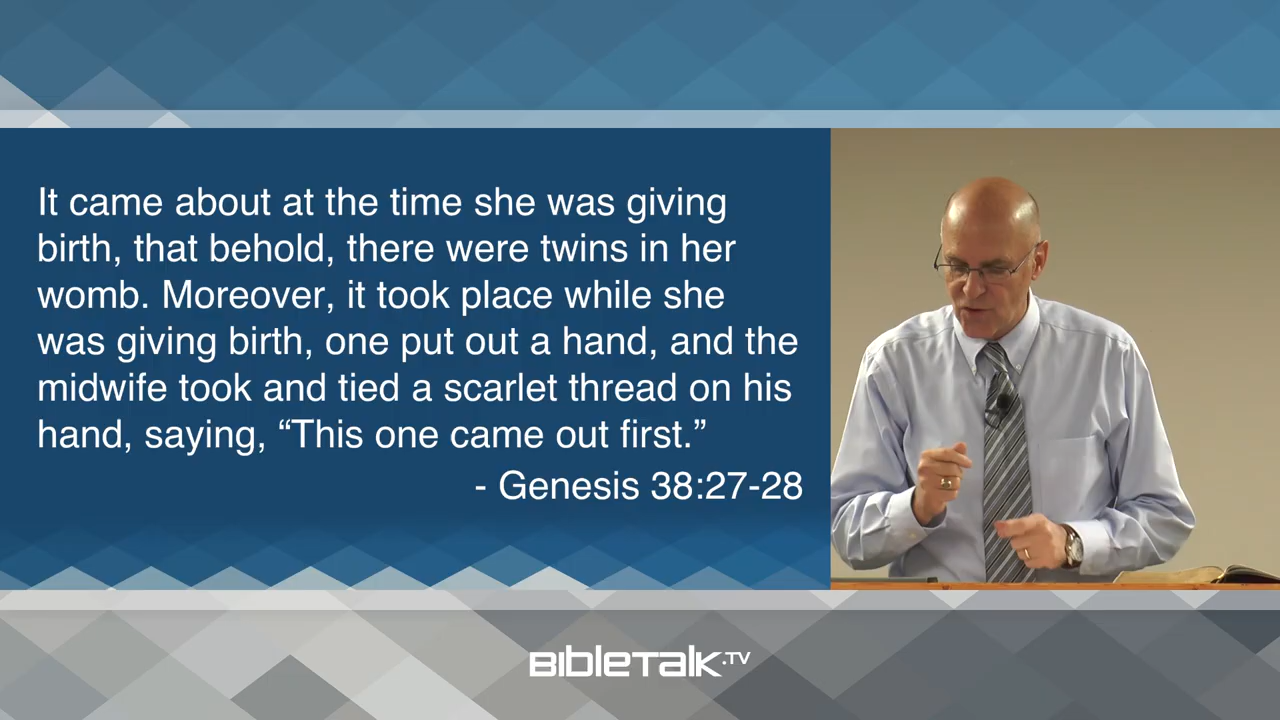 It came about at the time she was giving
birth, that behold, there were twins in her
womb. Moreover, it took place while she
was giving birth, one put out a hand, and the
midwife took and tied a scarlet thread on his
hand, saying, “This one came out first.”
- Genesis 38:27-28
BIBLETALK.TV